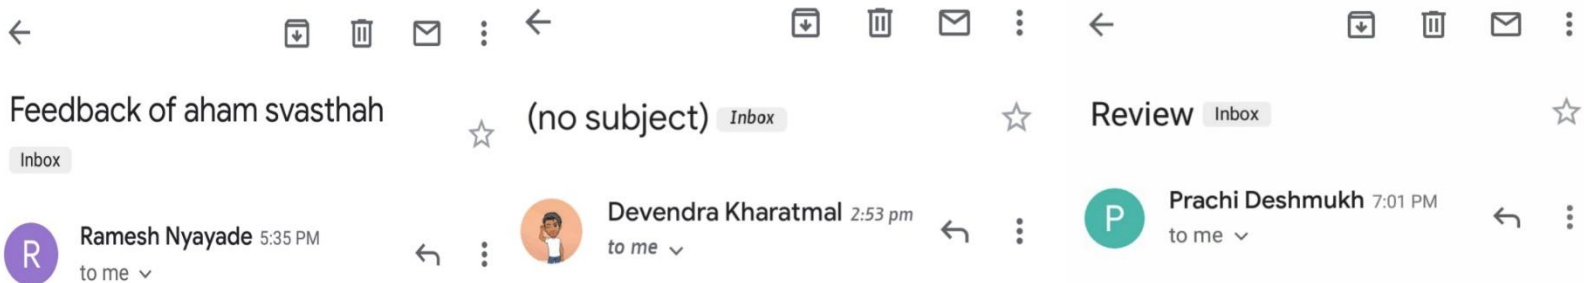 Feedback of aham svasthah
Inbox
R
Ramesh Nyayade 5:35 PM
to me
(no subject) Inbox
Devendra Kharatmal 2:53 pm
to me
Review Inbox
P
Prachi Deshmukh 7:01 PM
to me